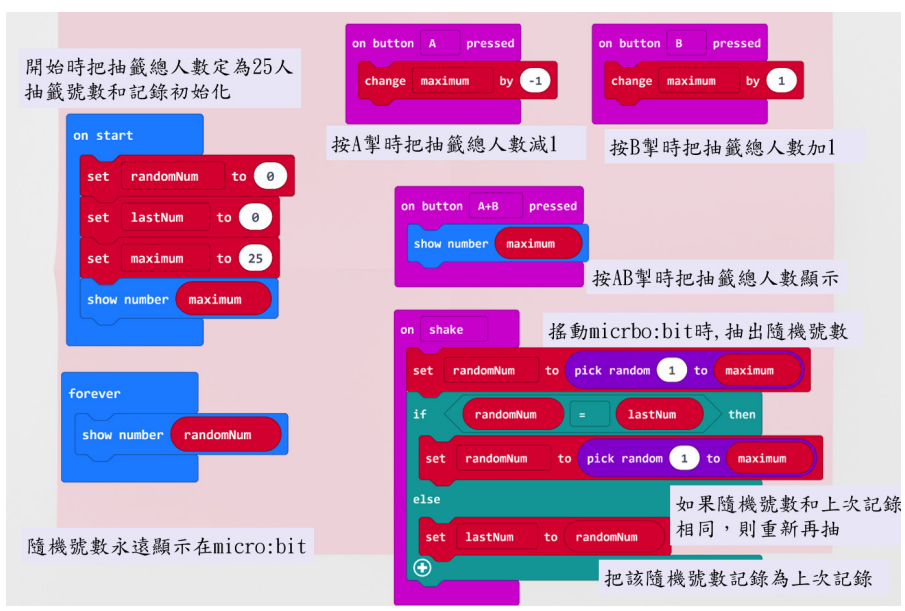 開始時把抽籤總人數定為25人
抽籤號數和記錄初始化
on start
set randomNum to 0
set lastNum to 0
set maximum to 25
show number maximum
forever
show number randomNum
隨機號數永遠顯示在micro:bit
on button A pressed
change maximum by -1
按A掣時把抽籤總人數減1
on button B pressed
change maximum by 1
按B掣時把抽籤總人數加1
on button A+B pressed
show number maximum
按AB掣時把抽籤總人數顯示
on shake
搖動micrbo:bit時,抽出隨機號數
set randomNum to pick random 1 to maximum
if randomNum = lastNum then
set randomNum to pick random 1 to maximum
else
如果隨機號數和上次記錄
相同，則重新再抽
set lastNum to randomNum
把該隨機號數記錄為上次記錄